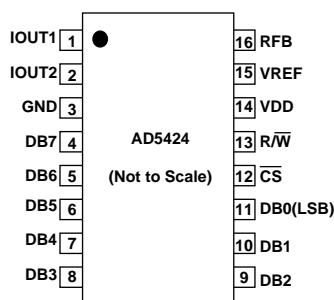 IOUT1 1 16 RFB
IOUT2 2 15 VREF
GND 3 14 VDD
DB7 4 AD5424 13 R/W̅
DB6 5 (Not to Scale) 12 C̅S̅
DB5 6 11 DB0(LSB)
DB4 7 10 DB1
DB3 8 9 DB2